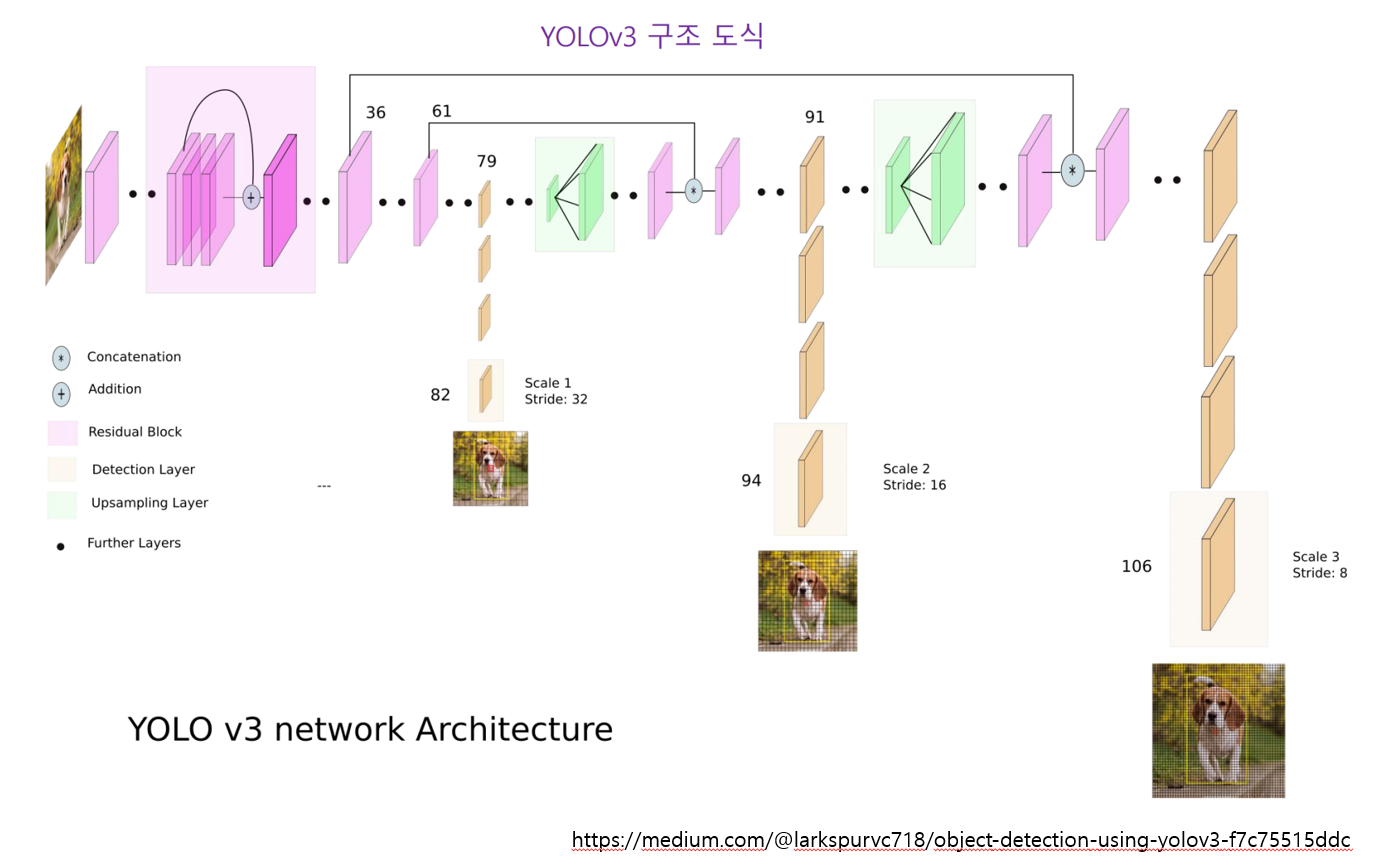 YOLOv3 구조 도식
36
61
79
91
Concatenation
Addition
Residual Block
Detection Layer
Upsampling Layer
Further Layers
---
82
Scale 1
Stride: 32
94
Scale 2
Stride: 16
106
Scale 3
Stride: 8
YOLO v3 network Architecture
https://medium.com/@larkspurvc718/object-detection-using-yolov3-f7c75515ddc